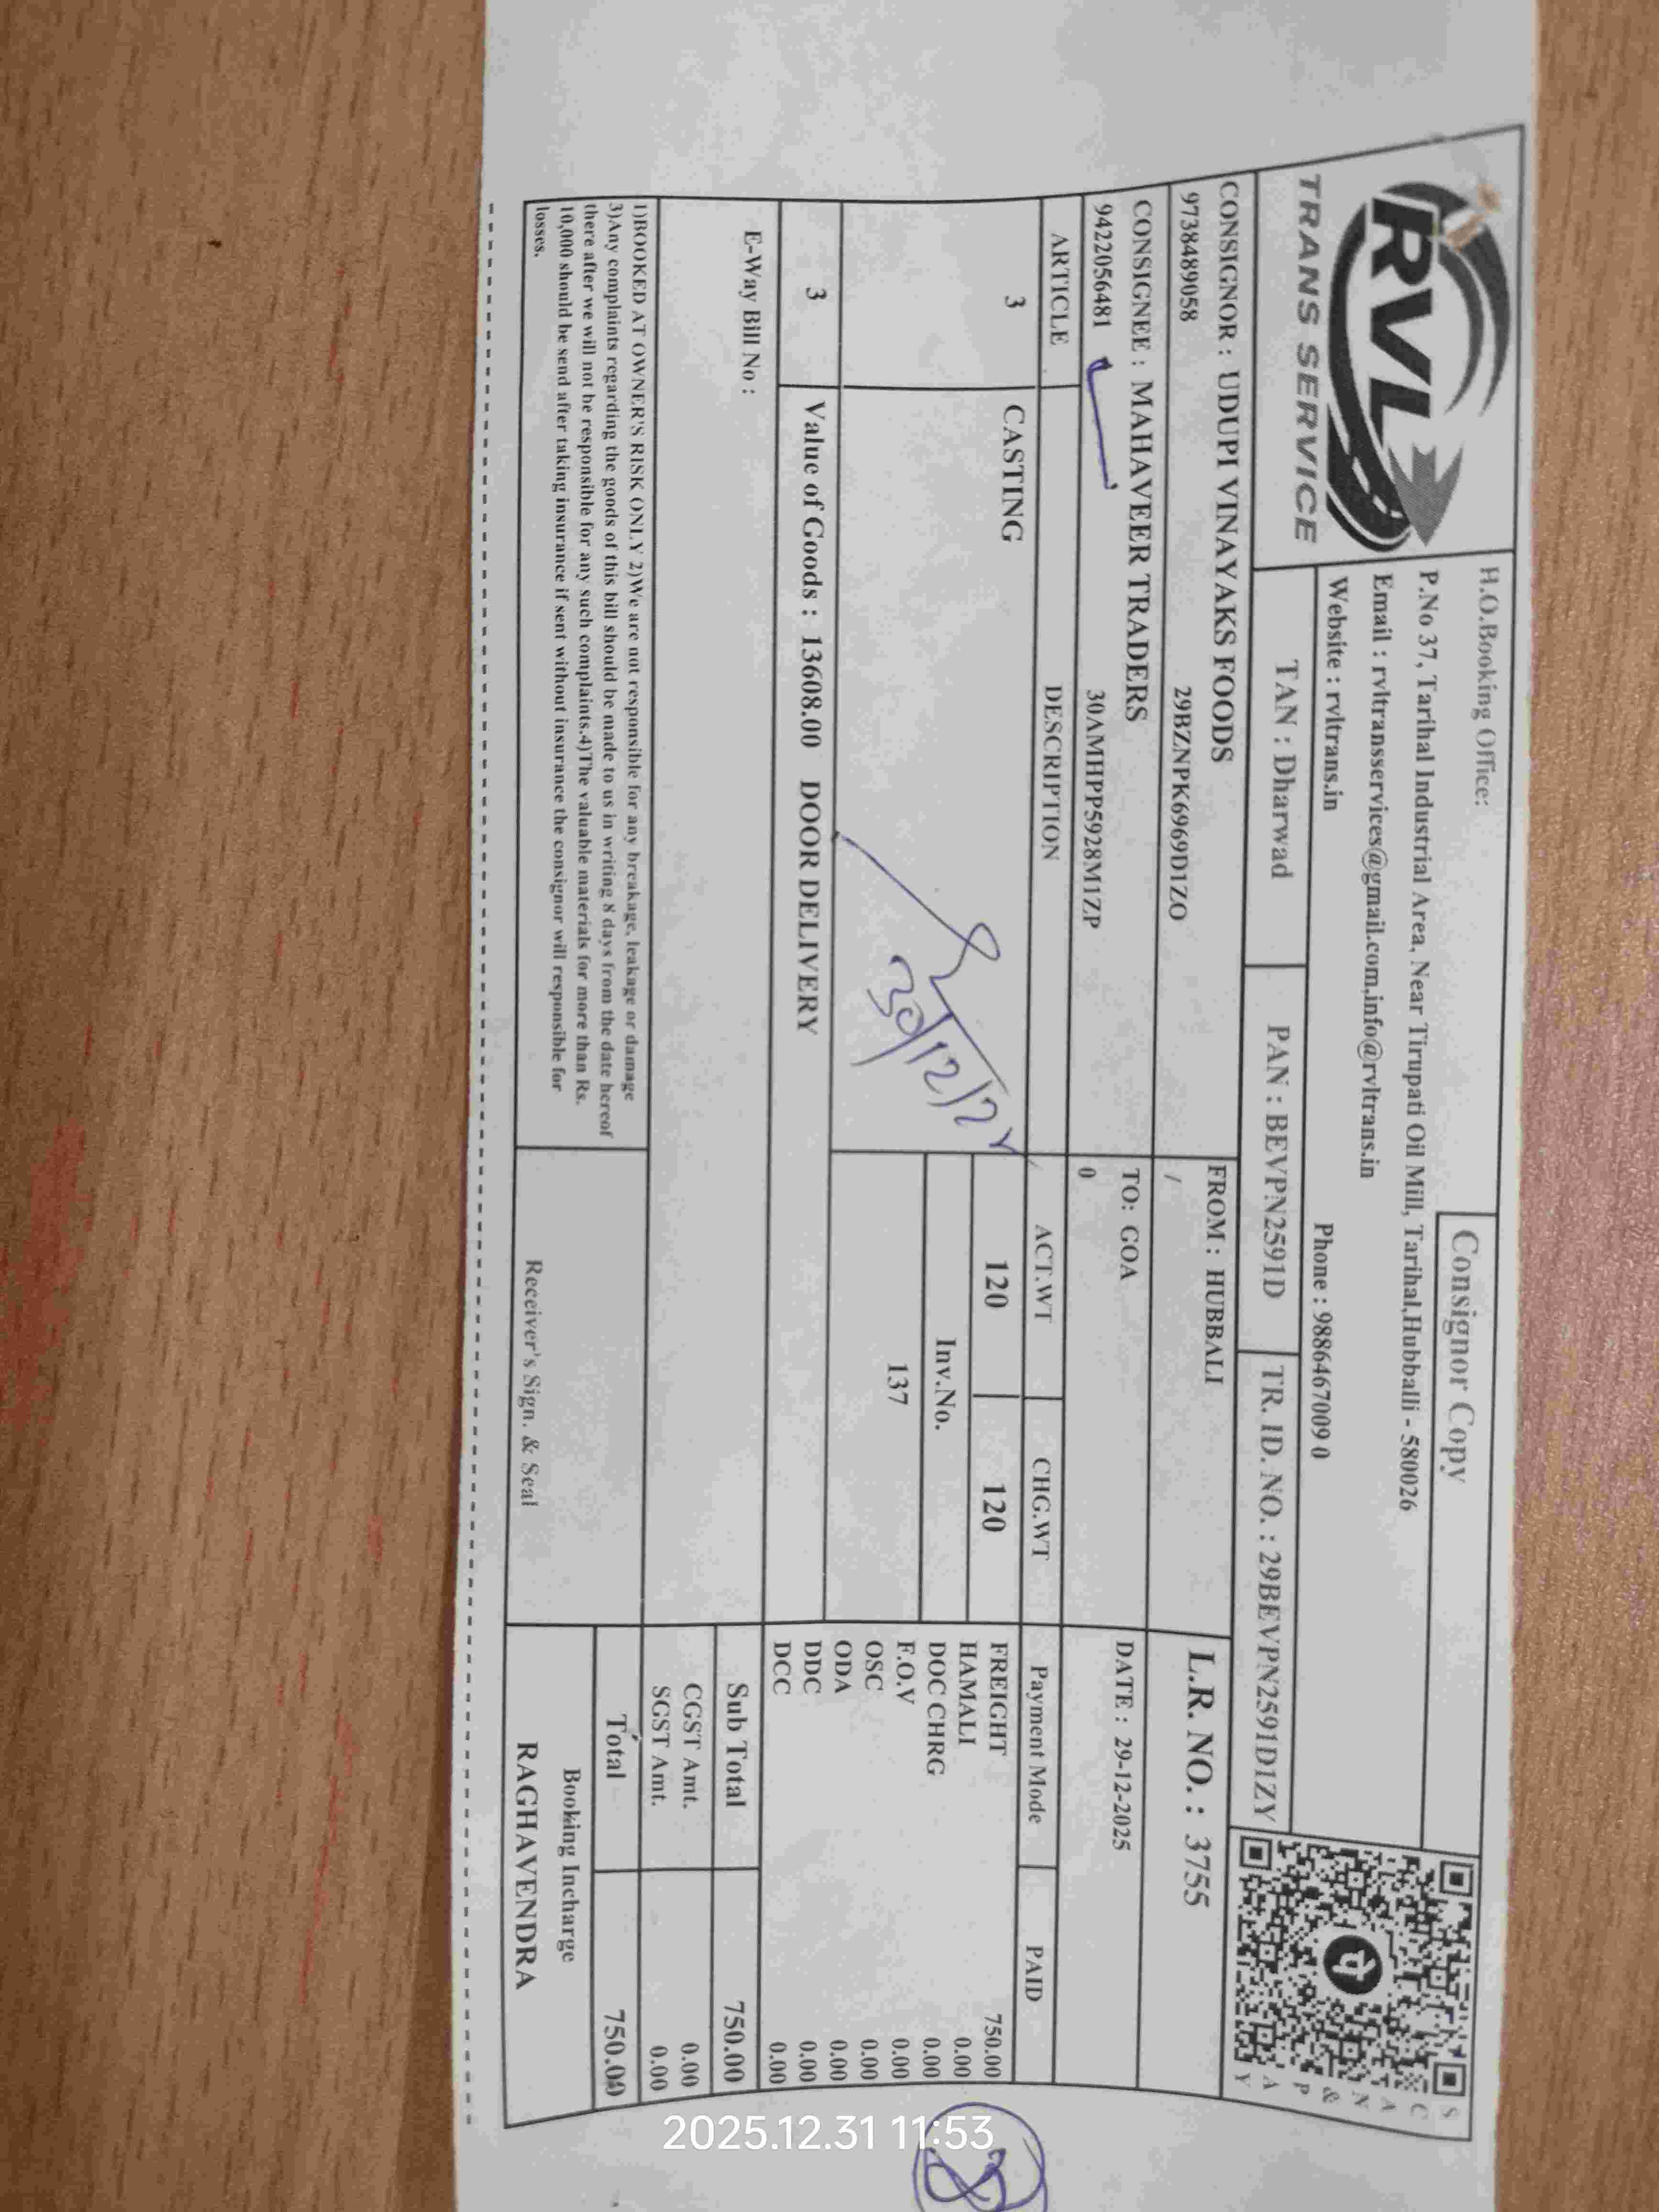 RVL
TRANS SERVICE
H.O.Booking Office:
Consignor Copy
P.No 37, Tarihal Industrial Area, Near Tirupati Oil Mill, Tarihal,Hubballi - 580026
Email : rvltransservices@gmail.com,info@rvltrans.in
Website : rvltrans.in Phone : 9886467009 0
SCAN & PAY
TAN : Dharwad PAN : BEVPN2591D TR. ID. NO. : 29BEVPN2591D1ZY
CONSIGNOR : UDUPI VINAYAKS FOODS FROM : HUBBALI L.R. NO. : 3755
9738489058 29BZNPK6969D1ZO /
CONSIGNEE : MAHAVEER TRADERS TO: GOA DATE : 29-12-2025
9422056481 30AMHPP5928M1ZP 0
ARTICLE DESCRIPTION ACT.WT CHG.WT Payment Mode PAID
3 CASTING 120 120 FREIGHT 750.00
HAMALI 0.00
Inv.No. DOC CHRG 0.00
137 F.O.V 0.00
OSC 0.00
30/12/2
ODA 0.00
3 Value of Goods : 13608.00 DOOR DELIVERY DDC 0.00
DCC 0.00
E-Way Bill No : Sub Total 750.00
CGST Amt. 0.00
SGST Amt. 0.00
1)BOOKED AT OWNER'S RISK ONLY 2)We are not responsible for any breakage, leakage or damage
3)Any complaints regarding the goods of this bill should be made to us in writing 8 days from the date hereof
there after we will not be responsible for any such complaints.4)The valuable materials for more than Rs.
10,000 should be send after taking insurance if sent without insurance the consignor will responsible for
losses.
Total 750.00
Receiver's Sign. & Seal
Booking Incharge
RAGHAVENDRA
2025.12.31 11:53